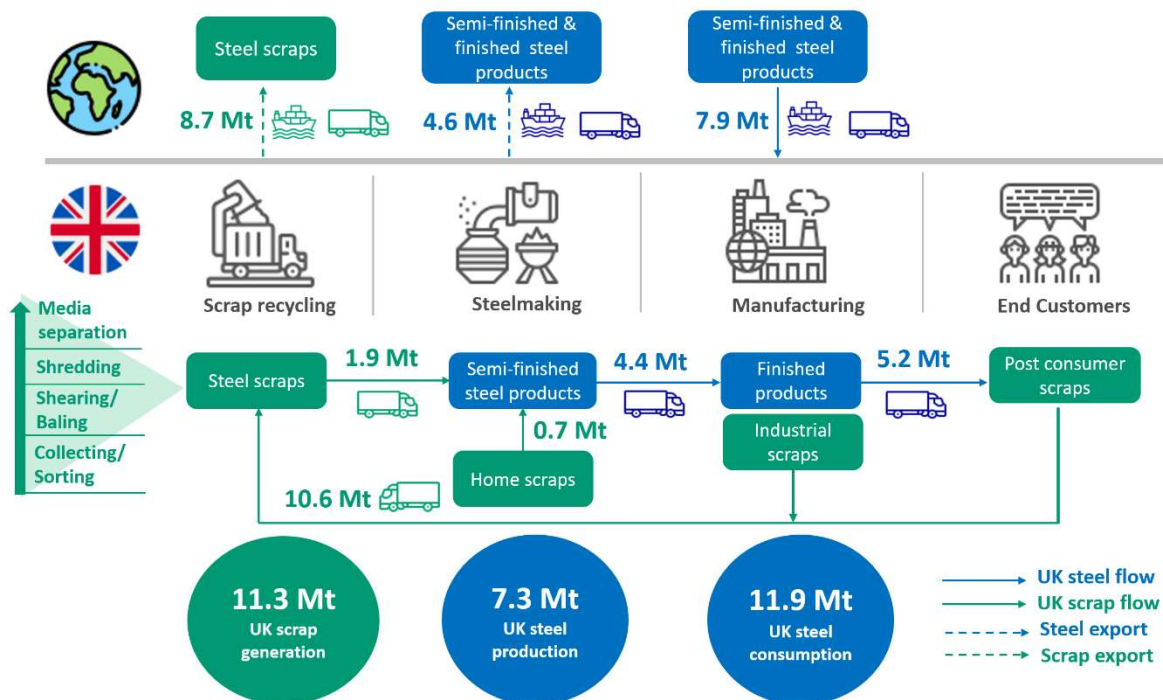 Steel scraps
Semi-finished &
finished steel
products
Semi-finished &
finished steel
products
8.7 Mt
4.6 Mt
7.9 Mt
Scrap recycling
Steelmaking
Manufacturing
End Customers
Media
separation
Shredding
Shearing/
Baling
Collecting/
Sorting
Steel scraps
1.9 Mt
Semi-finished
steel products
4.4 Mt
Finished
products
5.2 Mt
Post consumer
scraps
0.7 Mt
Home scraps
Industrial
scraps
10.6 Mt
11.3 Mt
UK scrap
generation
7.3 Mt
UK steel
production
11.9 Mt
UK steel
consumption
UK steel flow
UK scrap flow
Steel export
Scrap export